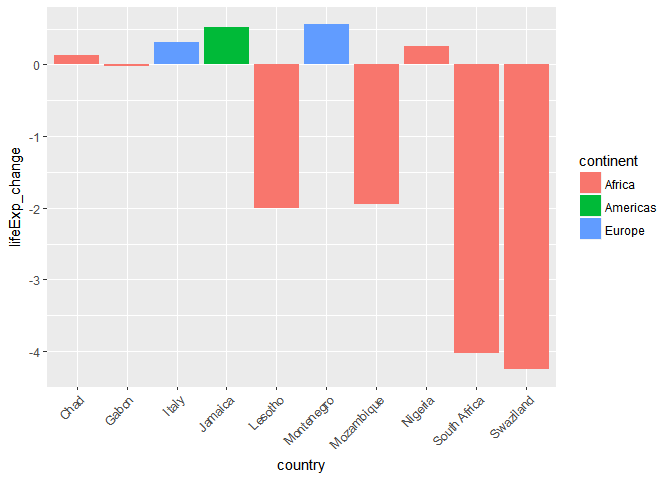 0
-1
-2
-3
-4
lifeExp_change
Chad
Gabon
Italy
Jamaica
Lesotho
Montenegro
Mozambique
Nigeria
South Africa
Swaziland
country
continent
Africa
Americas
Europe